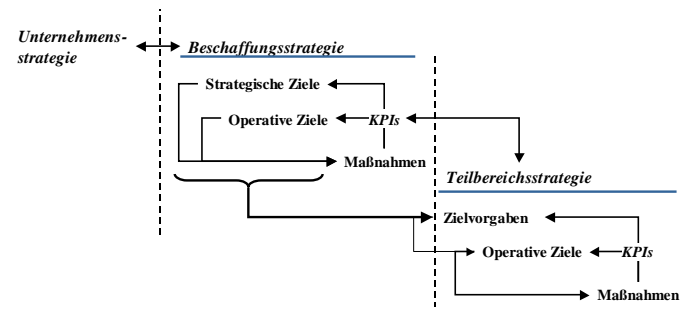 Unternehmens-
strategie
Beschaffungsstrategie
Strategische Ziele
Operative Ziele
KPIs
Maßnahmen
Teilbereichsstrategie
Zielvorgaben
Operative Ziele
KPIs
Maßnahmen